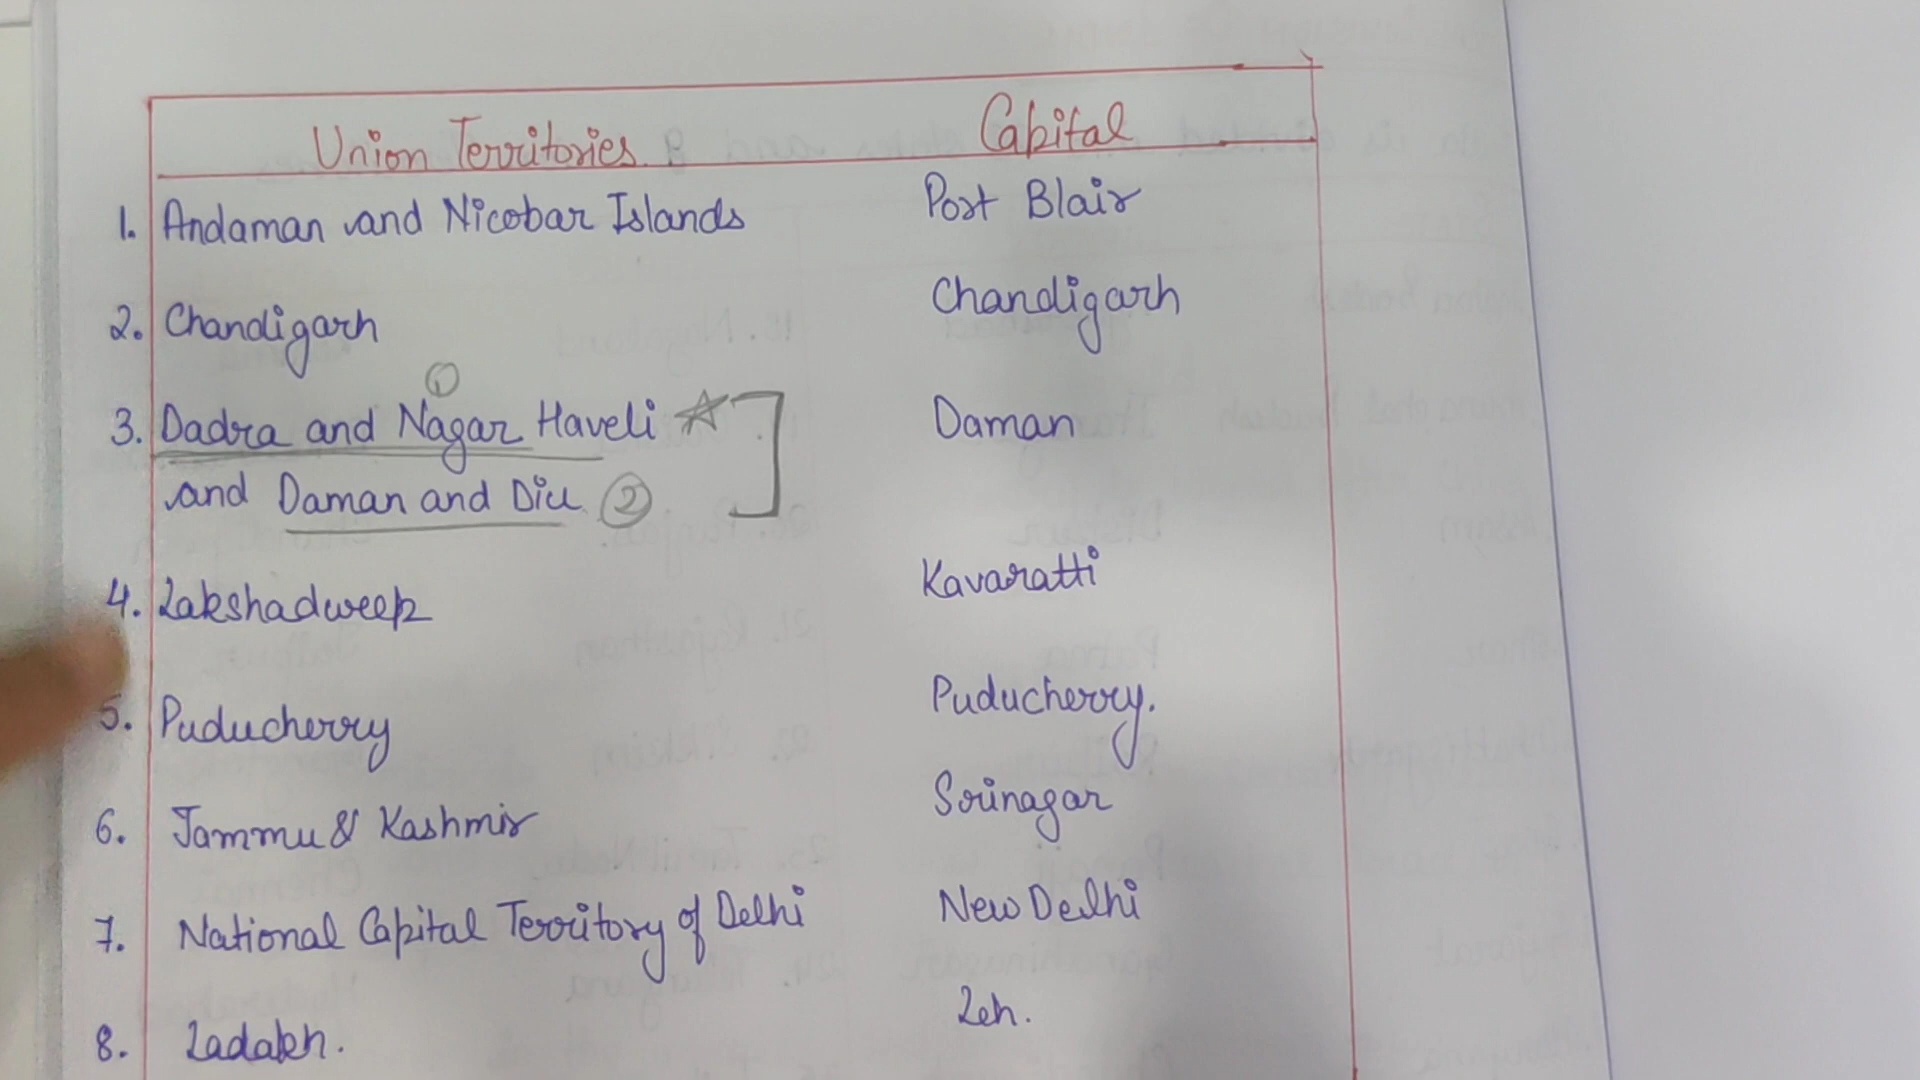 Union Territories. Capital
1. Andaman and Nicobar Islands Port Blair
2. Chandigarh Chandigarh
①
3. Dadra and Nagar Haveli ☆ Daman
and Daman and Diu ②
4. Lakshadweep Kavaratti
5. Puducherry Puducherry.
6. Jammu & Kashmir Srinagar
7. National Capital Territory of Delhi New Delhi
8. Ladakh. Leh.